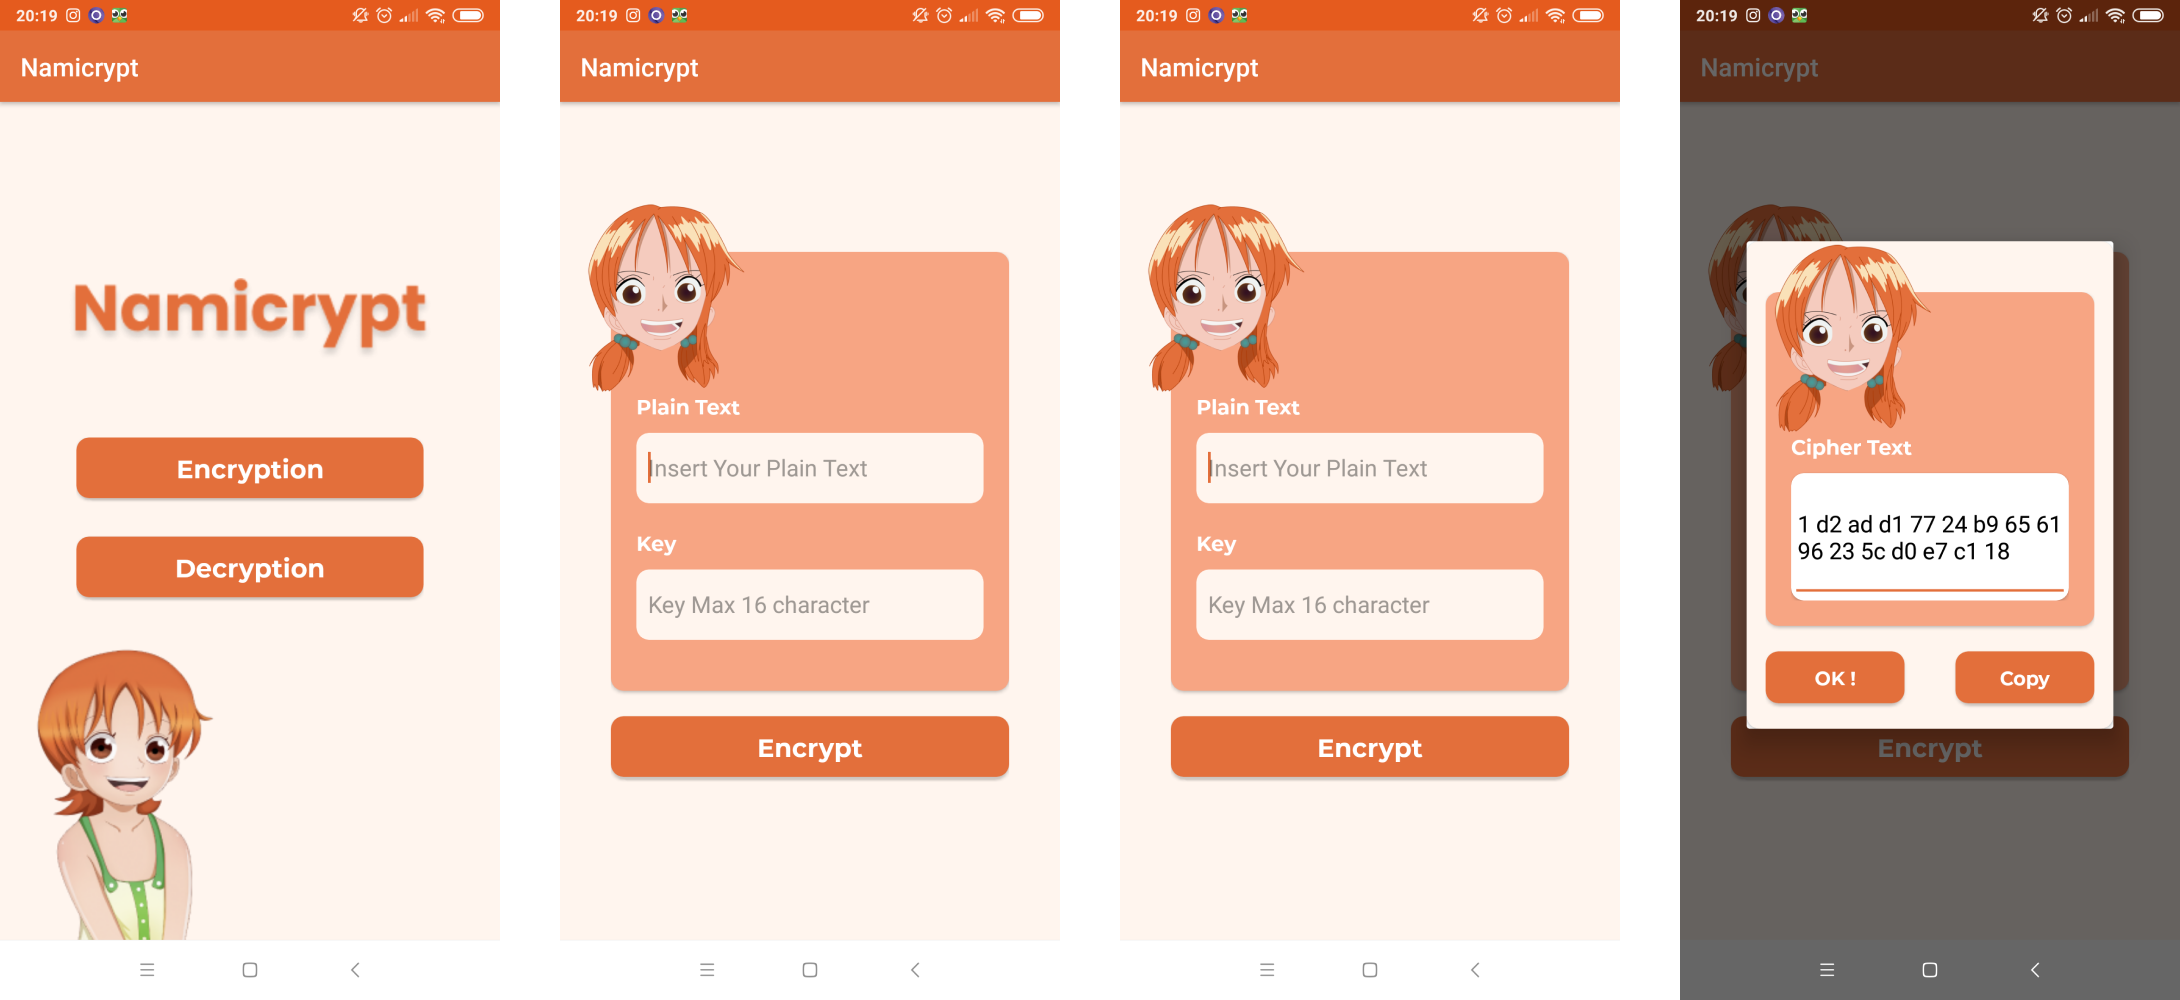 20:19
Namicrypt
Namicrypt
Encryption
Decryption
20:19
Namicrypt
Plain Text
Insert Your Plain Text
Key
Key Max 16 character
Encrypt
20:19
Namicrypt
Plain Text
Insert Your Plain Text
Key
Key Max 16 character
Encrypt
20:19
Namicrypt
Cipher Text
1 d2 ad d1 77 24 b9 65 61
96 23 5c d0 e7 c1 18
OK !
Copy
Encrypt